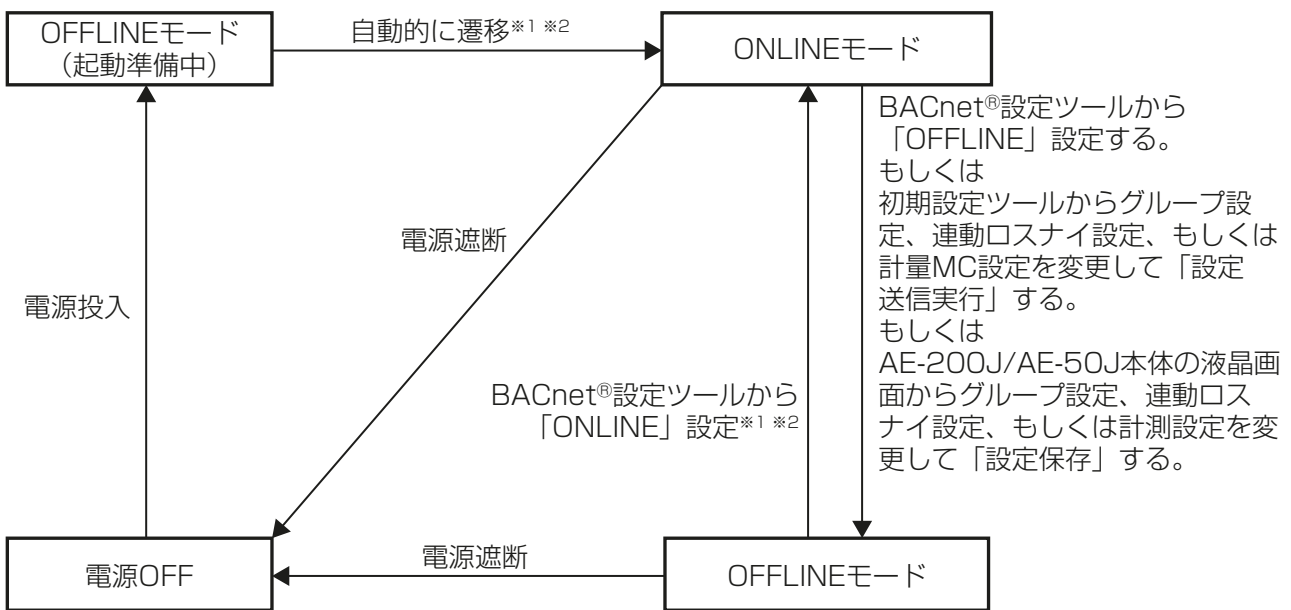 OFFLINEモード
（起動準備中）
自動的に遷移※1 ※2
ONLINEモード
BACnet®設定ツールから
「OFFLINE」設定する。
もしくは
初期設定ツールからグループ設
定、連動ロスナイ設定、もしくは
計量MC設定を変更して「設定
送信実行」する。
もしくは
AE-200J/AE-50J本体の液晶画
面からグループ設定、連動ロス
ナイ設定、もしくは計測設定を変
更して「設定保存」する。
電源遮断
電源投入
BACnet®設定ツールから
「ONLINE」設定※1 ※2
電源OFF
電源遮断
OFFLINEモード